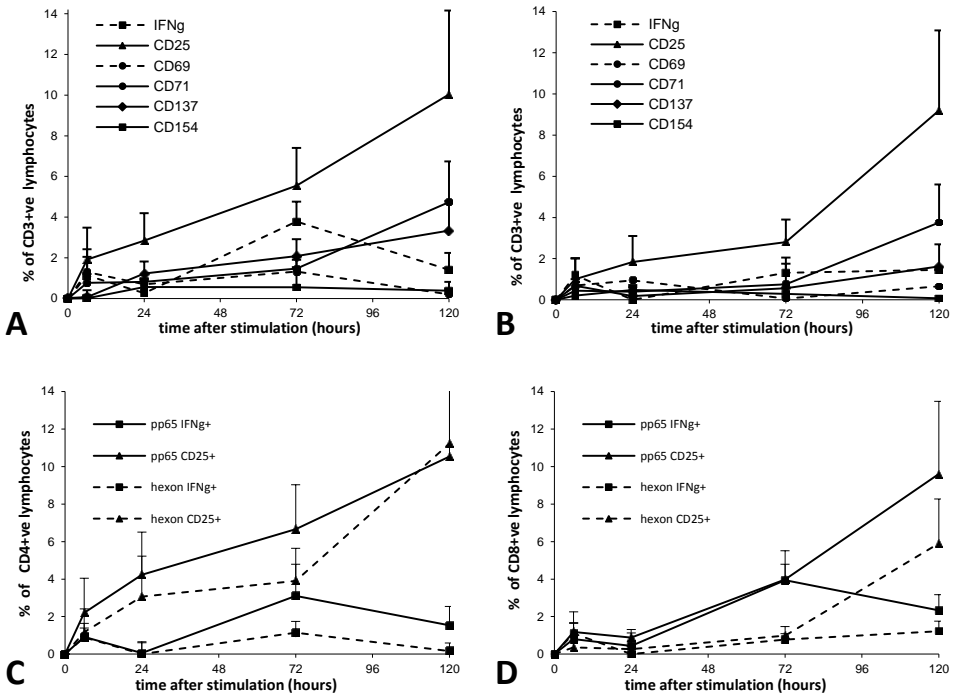 14
12
10
8
6
4
2
0
% of CD3+ve lymphocytes
IFNg
CD25
CD69
CD71
CD137
CD154
0 24 48 72 96 120
time after stimulation (hours)
A
14
12
10
8
6
4
2
0
% of CD3+ve lymphocytes
IFNg
CD25
CD69
CD71
CD137
CD154
0 24 48 72 96 120
time after stimulation (hours)
B
14
12
10
8
6
4
2
0
% of CD4+ve lymphocytes
pp65 IFNg+
pp65 CD25+
hexon IFNg+
hexon CD25+
0 24 48 72 96 120
time after stimulation (hours)
C
14
12
10
8
6
4
2
0
% of CD8+ve lymphocytes
pp65 IFNg+
pp65 CD25+
hexon IFNg+
hexon CD25+
0 24 48 72 96 120
time after stimulation (hours)
D